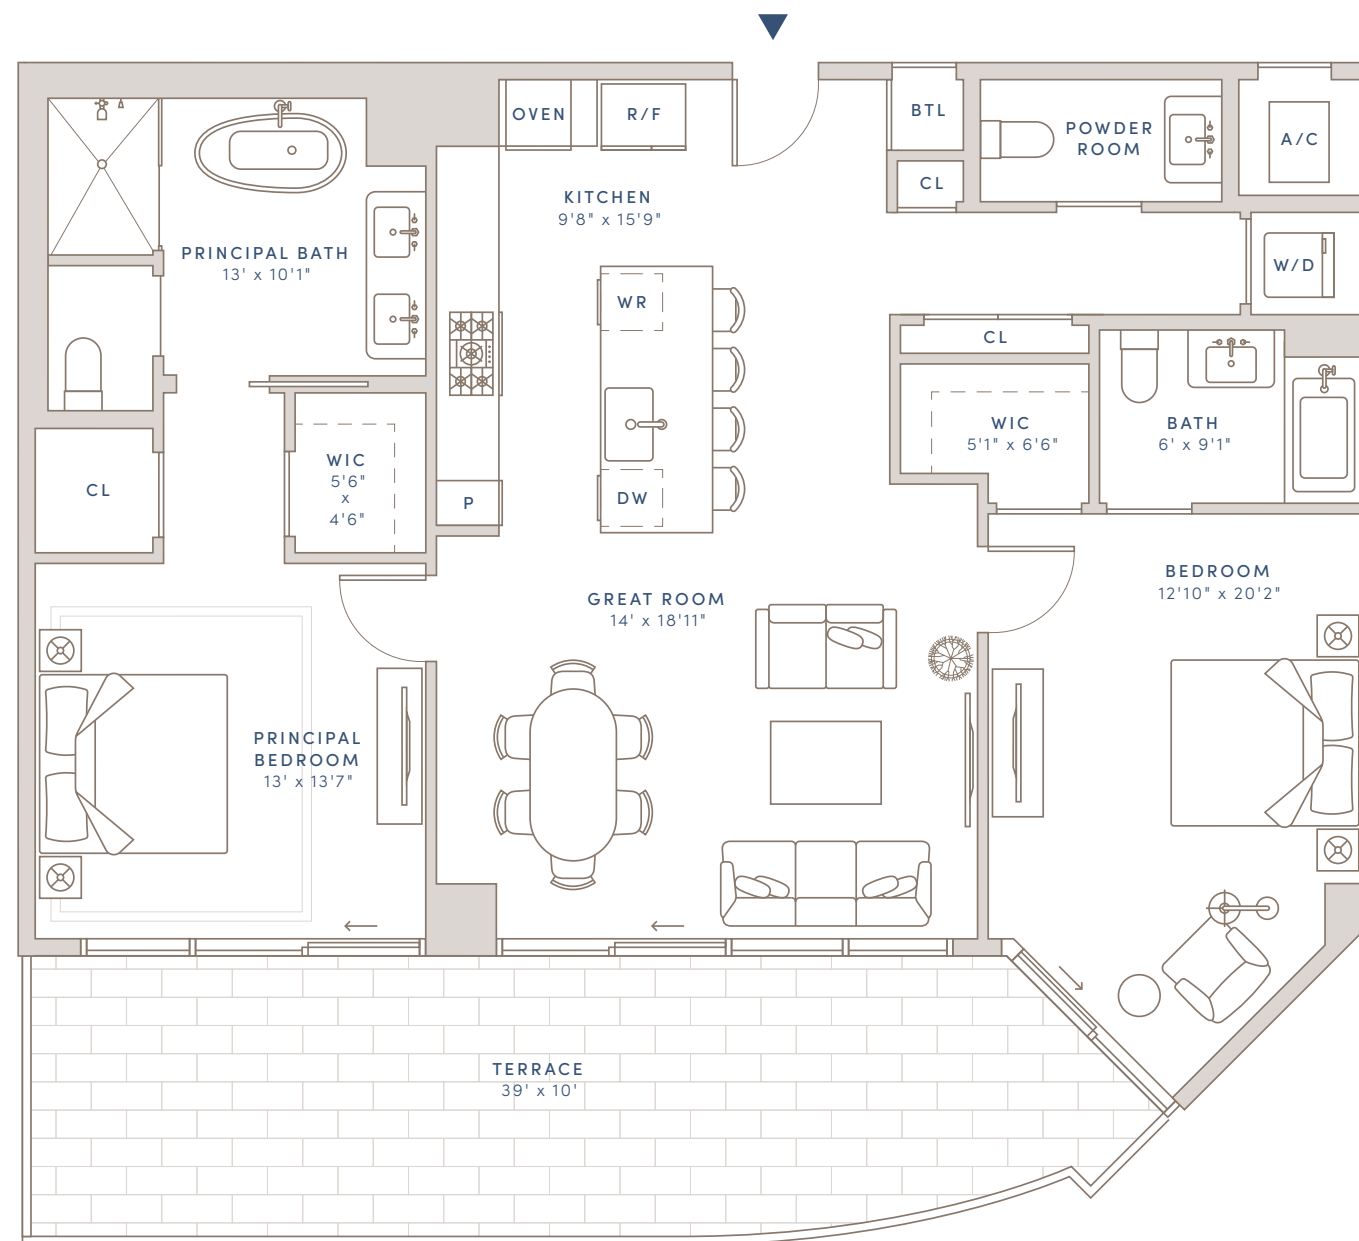 OVEN
R/F
BTL
POWDER
ROOM
A/C
CL
KITCHEN
9'8" x 15'9"
PRINCIPAL BATH
13' x 10'1"
W/D
WR
CL
WIC
5'1" x 6'6"
BATH
6' x 9'1"
WIC
5'6"
x
4'6"
CL
P
DW
BEDROOM
12'10" x 20'2"
GREAT ROOM
14' x 18'11"
PRINCIPAL
BEDROOM
13' x 13'7"
TERRACE
39' x 10'